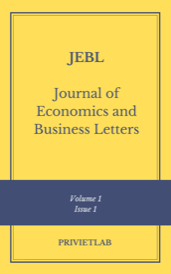 JEBL
Journal of
Economics and
Business Letters
Volume 1
Issue 1
PRIVIETLAB